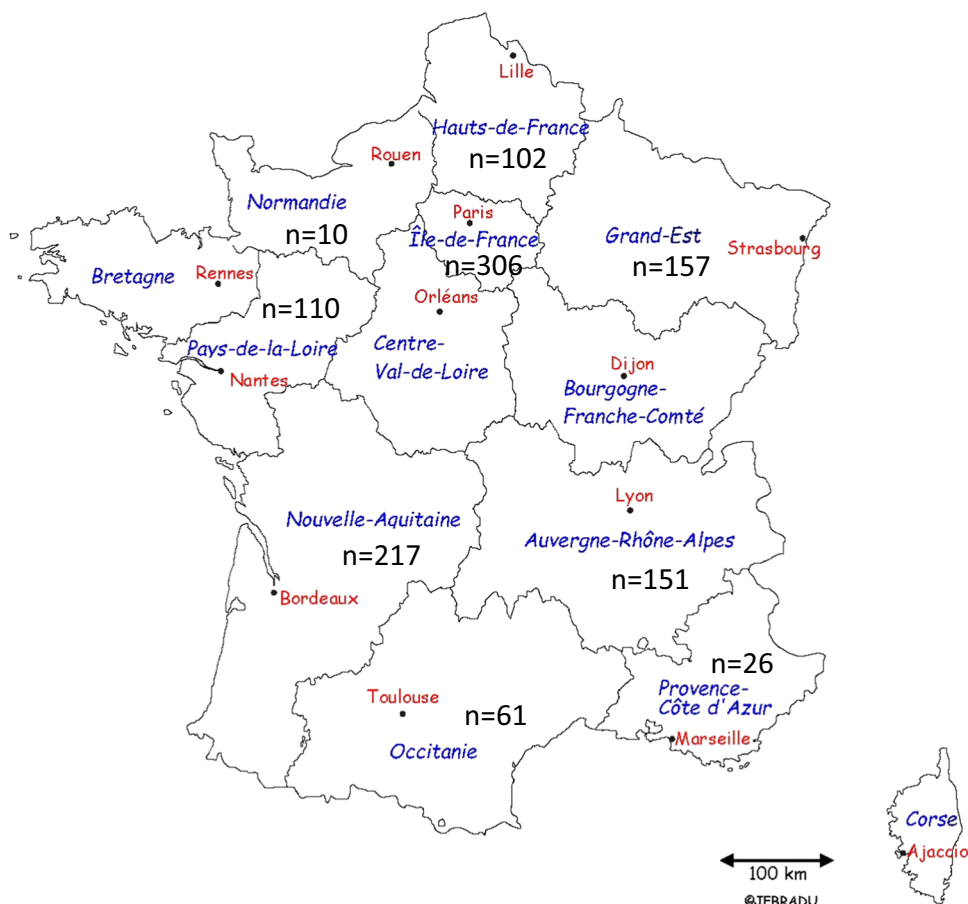 Lille
Hauts-de-France
n=102
Rouen
Normandie
n=10
Paris
Île-de-France
n=306
Grand-Est
Strasbourg
n=157
Bretagne
Rennes
n=110
Pays-de-la-Loire
Nantes
Orléans
Centre-
Val-de-Loire
Dijon
Bourgogne-
Franche-Comté
Nouvelle-Aquitaine
n=217
Bordeaux
Lyon
Auvergne-Rhône-Alpes
n=151
n=26
Provence-
Côte d'Azur
Marseille
Toulouse
n=61
Occitanie
Corse
Ajaccio
100 km
©TEBRADU